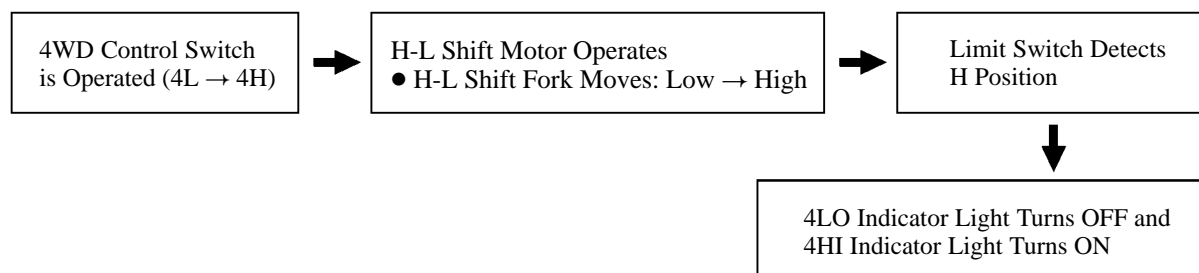 4WD Control Switch
is Operated (4L → 4H)
H-L Shift Motor Operates
● H-L Shift Fork Moves: Low → High
Limit Switch Detects
H Position
4LO Indicator Light Turns OFF and
4HI Indicator Light Turns ON